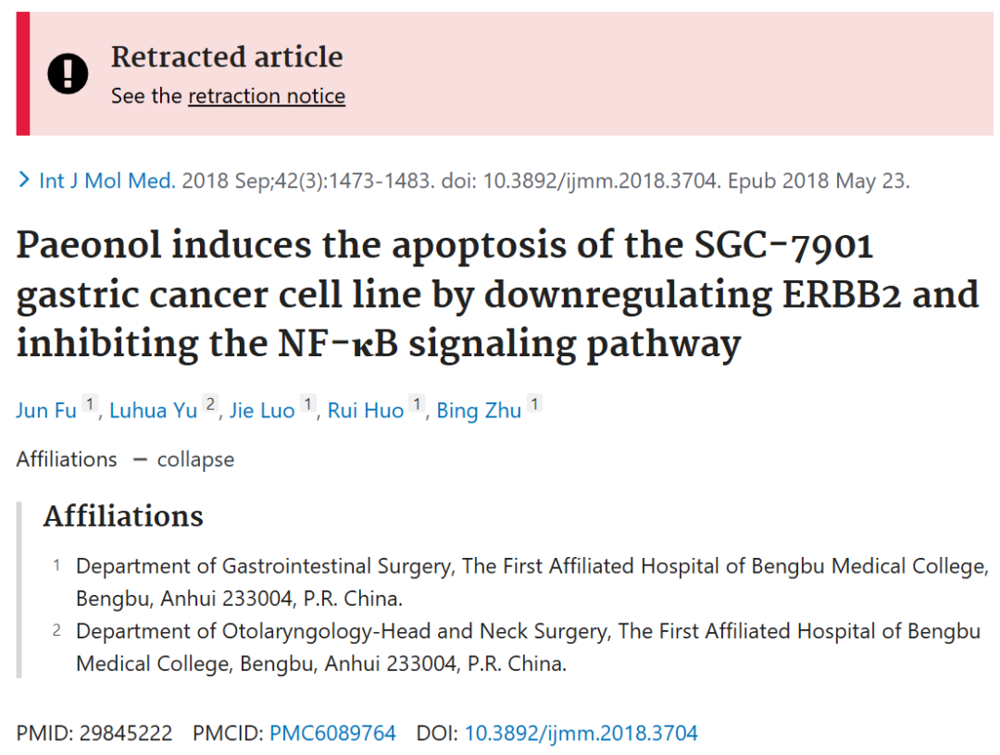 Retracted article
See the retraction notice
Int J Mol Med. 2018 Sep;42(3):1473-1483. doi: 10.3892/ijmm.2018.3704. Epub 2018 May 23.
Paeonol induces the apoptosis of the SGC-7901
gastric cancer cell line by downregulating ERBB2 and
inhibiting the NF-κB signaling pathway
Jun Fu 1, Luhua Yu 2, Jie Luo 1, Rui Huo 1, Bing Zhu 1
Affiliations — collapse
Affiliations
1 Department of Gastrointestinal Surgery, The First Affiliated Hospital of Bengbu Medical College,
Bengbu, Anhui 233004, P.R. China.
2 Department of Otolaryngology-Head and Neck Surgery, The First Affiliated Hospital of Bengbu
Medical College, Bengbu, Anhui 233004, P.R. China.
PMID: 29845222 PMCID: PMC6089764 DOI: 10.3892/ijmm.2018.3704